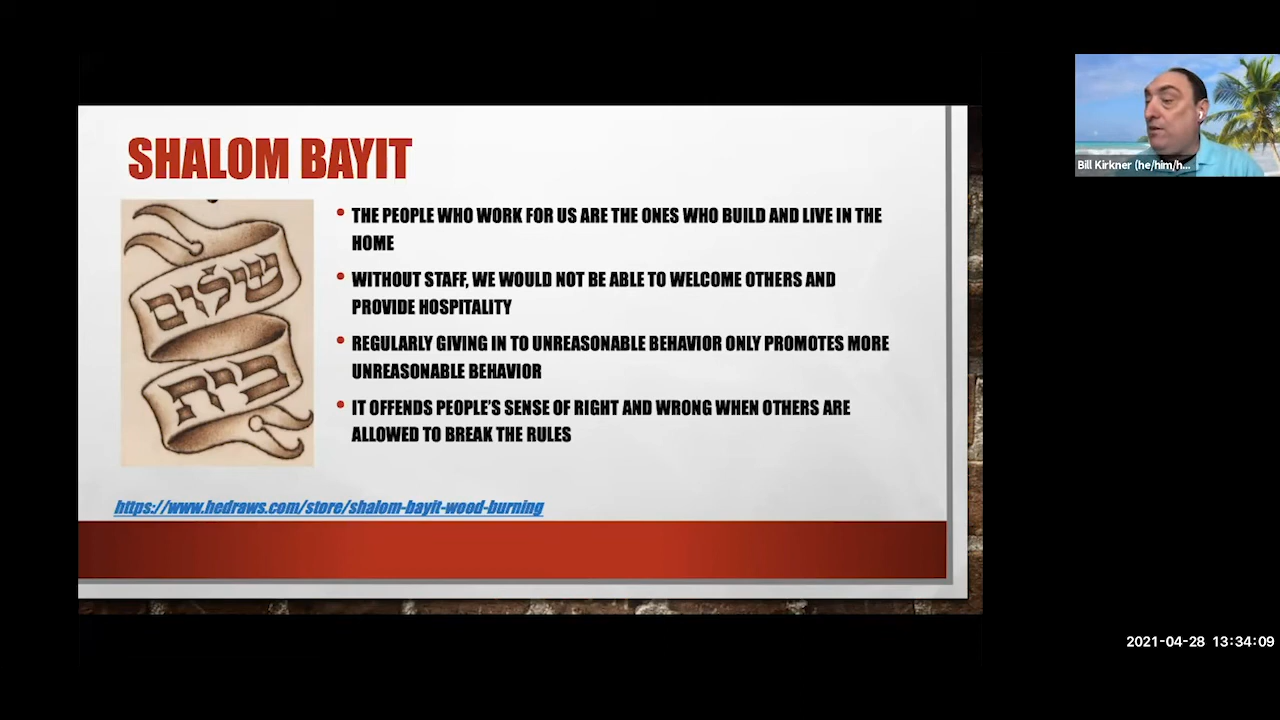 SHALOM BAYIT
שלום
בית
• THE PEOPLE WHO WORK FOR US ARE THE ONES WHO BUILD AND LIVE IN THE
HOME
• WITHOUT STAFF, WE WOULD NOT BE ABLE TO WELCOME OTHERS AND
PROVIDE HOSPITALITY
• REGULARLY GIVING IN TO UNREASONABLE BEHAVIOR ONLY PROMOTES MORE
UNREASONABLE BEHAVIOR
• IT OFFENDS PEOPLE'S SENSE OF RIGHT AND WRONG WHEN OTHERS ARE
ALLOWED TO BREAK THE RULES
https://www.hedraws.com/store/shalom-bayit-wood-burning
Bill Kirkner (he/him/h...
2021-04-28 13:34:09